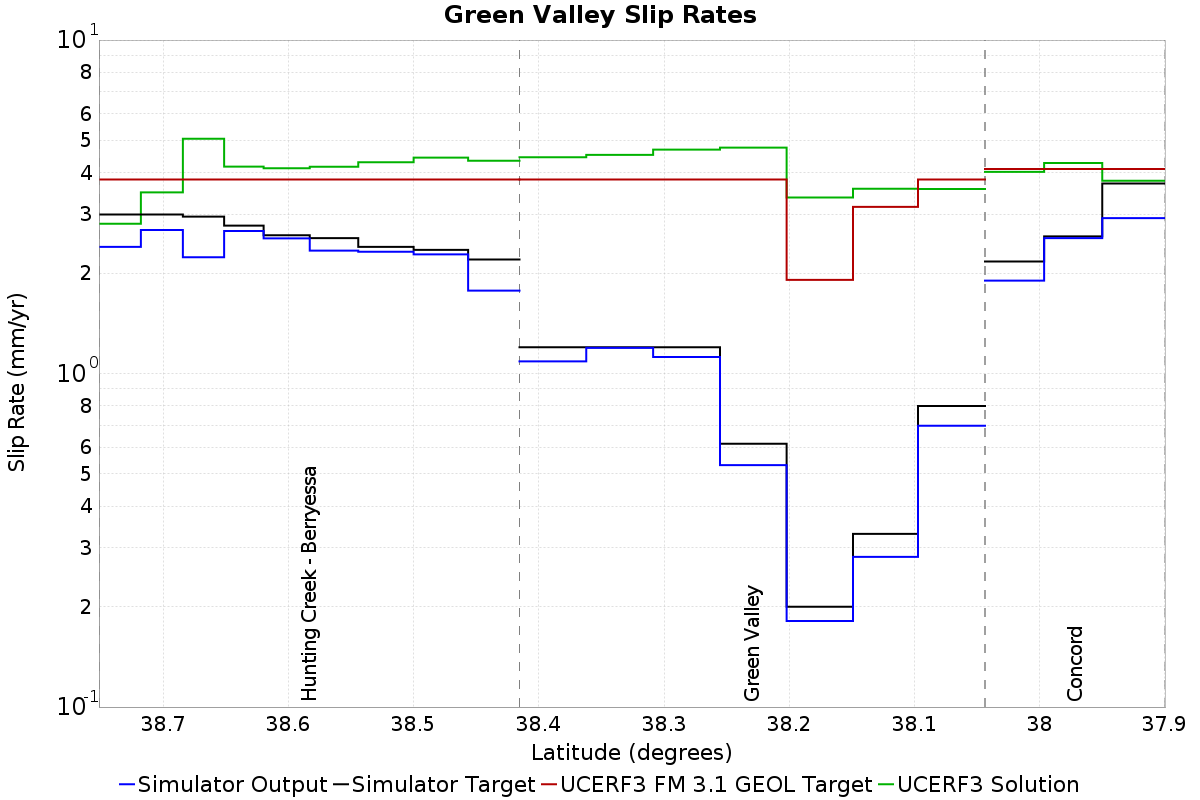 Green Valley Slip Rates
10^1
8
6
5
4
3
2
10^0
8
6
5
4
3
2
10^-1
Slip Rate (mm/yr)
Hunting Creek - Berryessa
Green Valley
Concord
38.7 38.6 38.5 38.4 38.3 38.2 38.1 38 37.9
Latitude (degrees)
Simulator Output Simulator Target UCERF3 FM 3.1 GEOL Target UCERF3 Solution